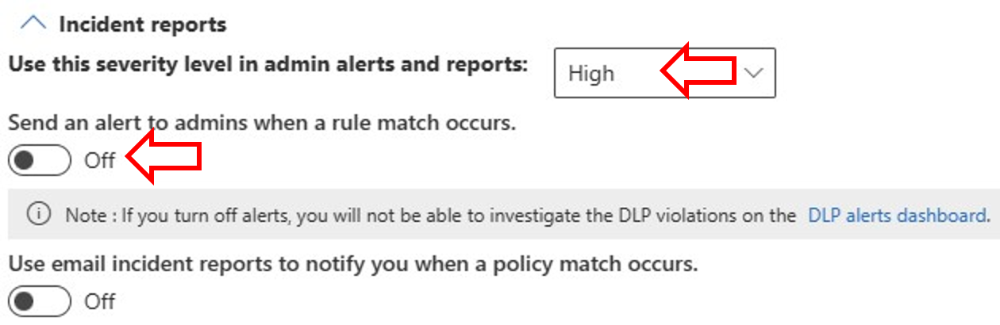 Incident reports
Use this severity level in admin alerts and reports:
High
Send an alert to admins when a rule match occurs.
Off
Note : If you turn off alerts, you will not be able to investigate the DLP violations on the DLP alerts dashboard.
Use email incident reports to notify you when a policy match occurs.
Off